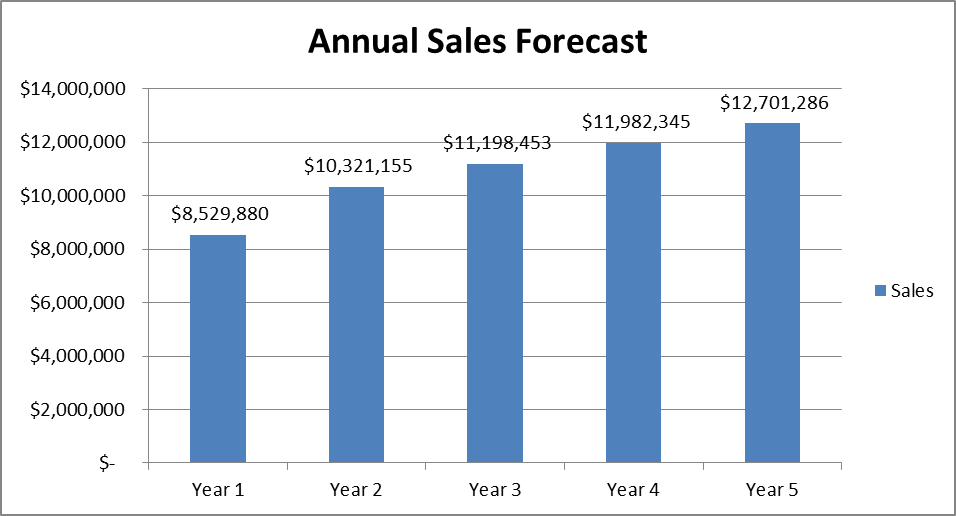 Annual Sales Forecast
$14,000,000
$12,000,000
$10,000,000
$8,000,000
$6,000,000
$4,000,000
$2,000,000
$-
$8,529,880
$10,321,155
$11,198,453
$11,982,345
$12,701,286
Year 1
Year 2
Year 3
Year 4
Year 5
Sales